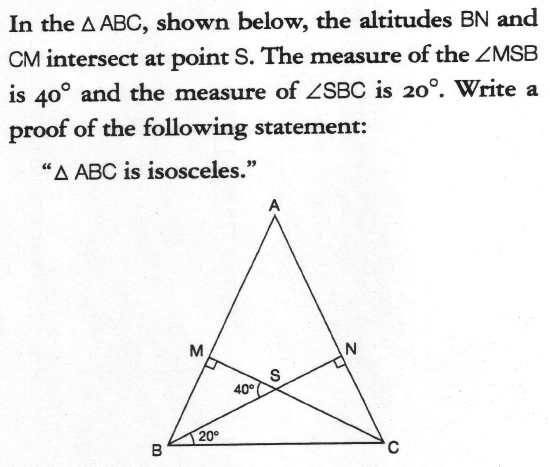 In the △ ABC, shown below, the altitudes BN and
CM intersect at point S. The measure of the ∠MSB
is 40° and the measure of ∠SBC is 20°. Write a
proof of the following statement:
“△ ABC is isosceles.”
A
M
N
S
40°
20°
B
C